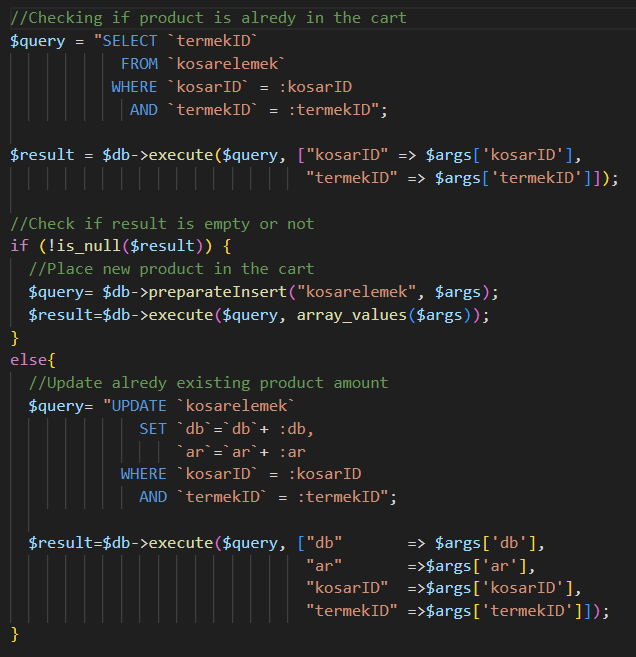 //Checking if product is alredy in the cart
$query = "SELECT `termekID`
FROM `kosarelemek`
WHERE `kosarID` = :kosarID
AND `termekID` = :termekID";
$result = $db->execute($query, ["kosarID" => $args['kosarID'],
"termekID" => $args['termekID']]);
//Check if result is empty or not
if (!is_null($result)) {
//Place new product in the cart
$query= $db->preparateInsert("kosarelemek", $args);
$result=$db->execute($query, array_values($args));
}
else{
//Update alredy existing product amount
$query= "UPDATE `kosarelemek`
SET `db`=`db`+ :db,
`ar`=`ar`+ :ar
WHERE `kosarID` = :kosarID
AND `termekID` = :termekID";
$result=$db->execute($query, ["db" => $args['db'],
"ar" =>$args['ar'],
"kosarID" =>$args['kosarID'],
"termekID" =>$args['termekID']]);
}